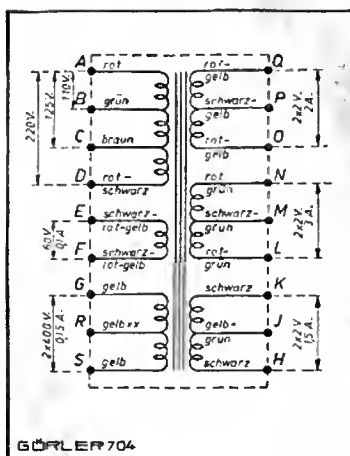 A rot rot- Q
gelb
B grün schwarz- P
gelb
C braun rot- O
gelb
D rot- rot N
schwarz grün
E schwarz- schwarz- M
rot-gelb grün
F schwarz- rot- L
rot-gelb grün
G gelb schwarz K
R gelb xx gelb- J
grün
S gelb schwarz H
220V.
125V.
110V.
60V.
0,1A.
2x400V.
0,15A.
2x2V.
2A.
2x2V.
2x2V
1,5A.
GÖRLER 704